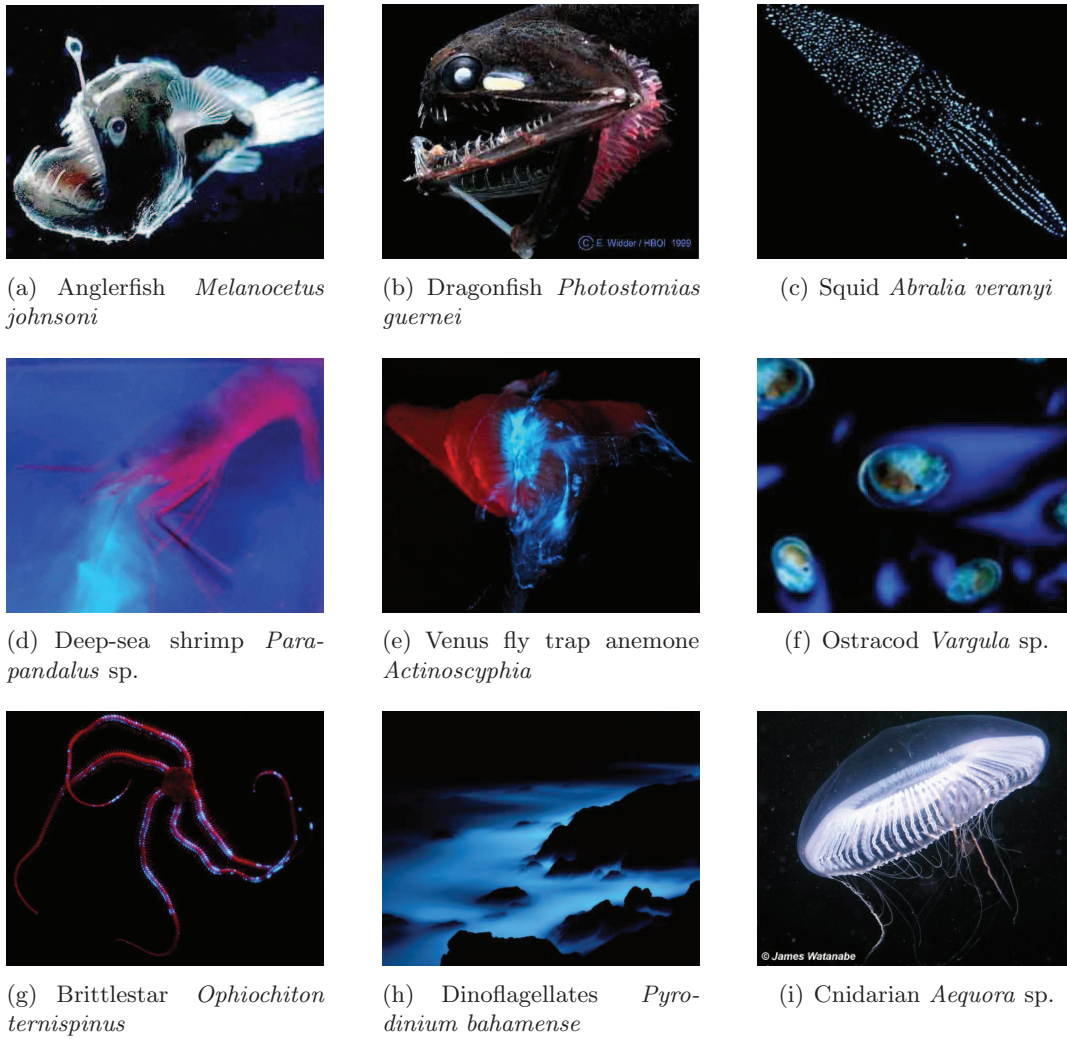 © E. Widder / HBOI 1999
(a) Anglerfish Melanocetus
johnsoni
(b) Dragonfish Photostomias
guernei
(c) Squid Abralia veranyi
(d) Deep-sea shrimp Para-
pandalus sp.
(e) Venus fly trap anemone
Actinoscyphia
(f) Ostracod Vargula sp.
© James Watanabe
(g) Brittlestar Ophiochiton
ternispinus
(h) Dinoflagellates Pyro-
dinium bahamense
(i) Cnidarian Aequora sp.